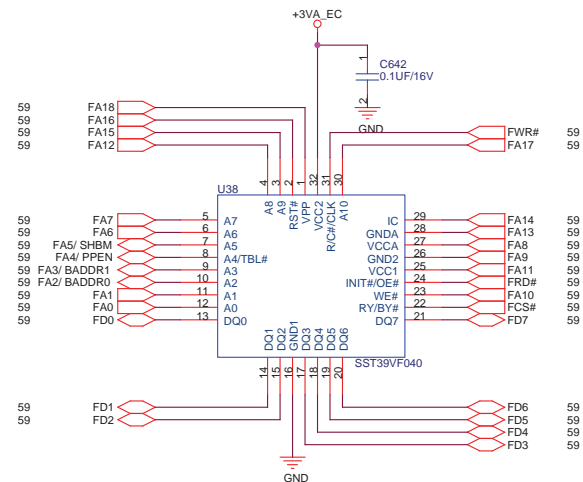 +3VA_EC
C642
0.1UF/16V
1
2
GND
59 FA18
59 FA16
59 FA15
59 FA12
FWR# 59
FA17 59
4 3 2 1 32 31 30
U38
A8 A9 RST# VPP VCC2 R/C#/CLK A10
59 FA7 5 A7 IC 29 FA14 59
59 FA6 6 A6 GNDA 28 FA13 59
59 FA5/ SHBM 7 A5 VCCA 27 FA8 59
59 FA4/ PPEN 8 A4/TBL# GND2 26 FA9 59
59 FA3/ BADDR1 9 A3 VCC1 25 FA11 59
59 FA2/ BADDR0 10 A2 INIT#/OE# 24 FRD# 59
59 FA1 11 A1 WE# 23 FA10 59
59 FA0 12 A0 RY/BY# 22 FCS# 59
59 FD0 13 DQ0 DQ7 21 FD7 59
DQ1 DQ2 GND1 DQ3 DQ4 DQ5 DQ6
SST39VF040
14 15 16 17 18 19 20
59 FD1 FD6 59
59 FD2 FD5 59
FD4 59
FD3 59
GND